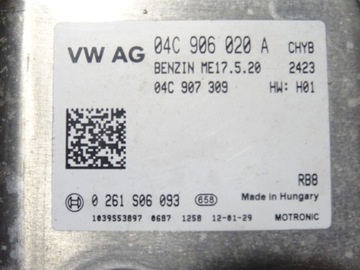 VW AG 04C 906 020 A CHYB
BENZIN ME17.5.20 2423
04C 907 309 HW: H01
RB8
0 261 S06 093 658 Made in Hungary
1039S53897 0687 1258 12-01-29 MOTRONIC